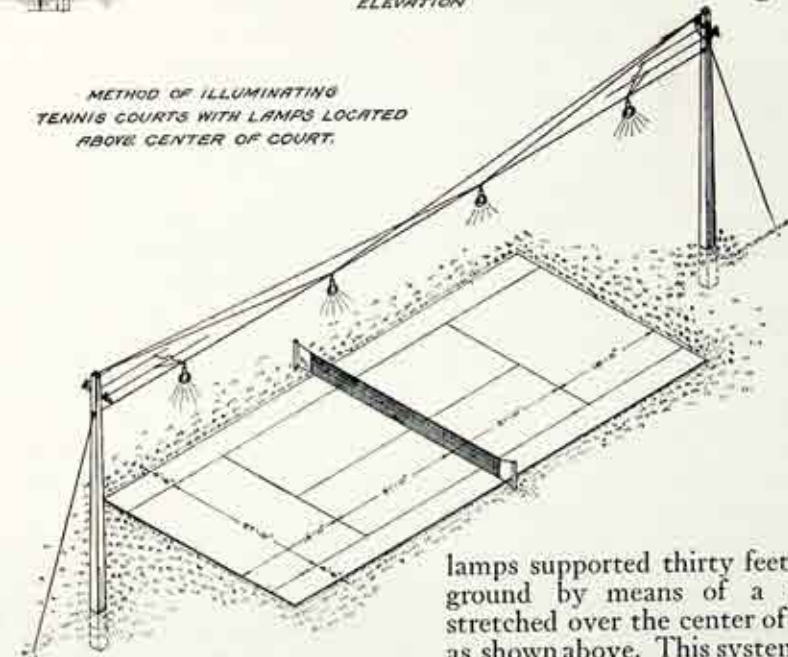 ELEVATION
METHOD OF ILLUMINATING
TENNIS COURTS WITH LAMPS LOCATED
ABOVE CENTER OF COURT.
lamps supported thirty feet
ground by means of a
stretched over the center of
as shown above. This system